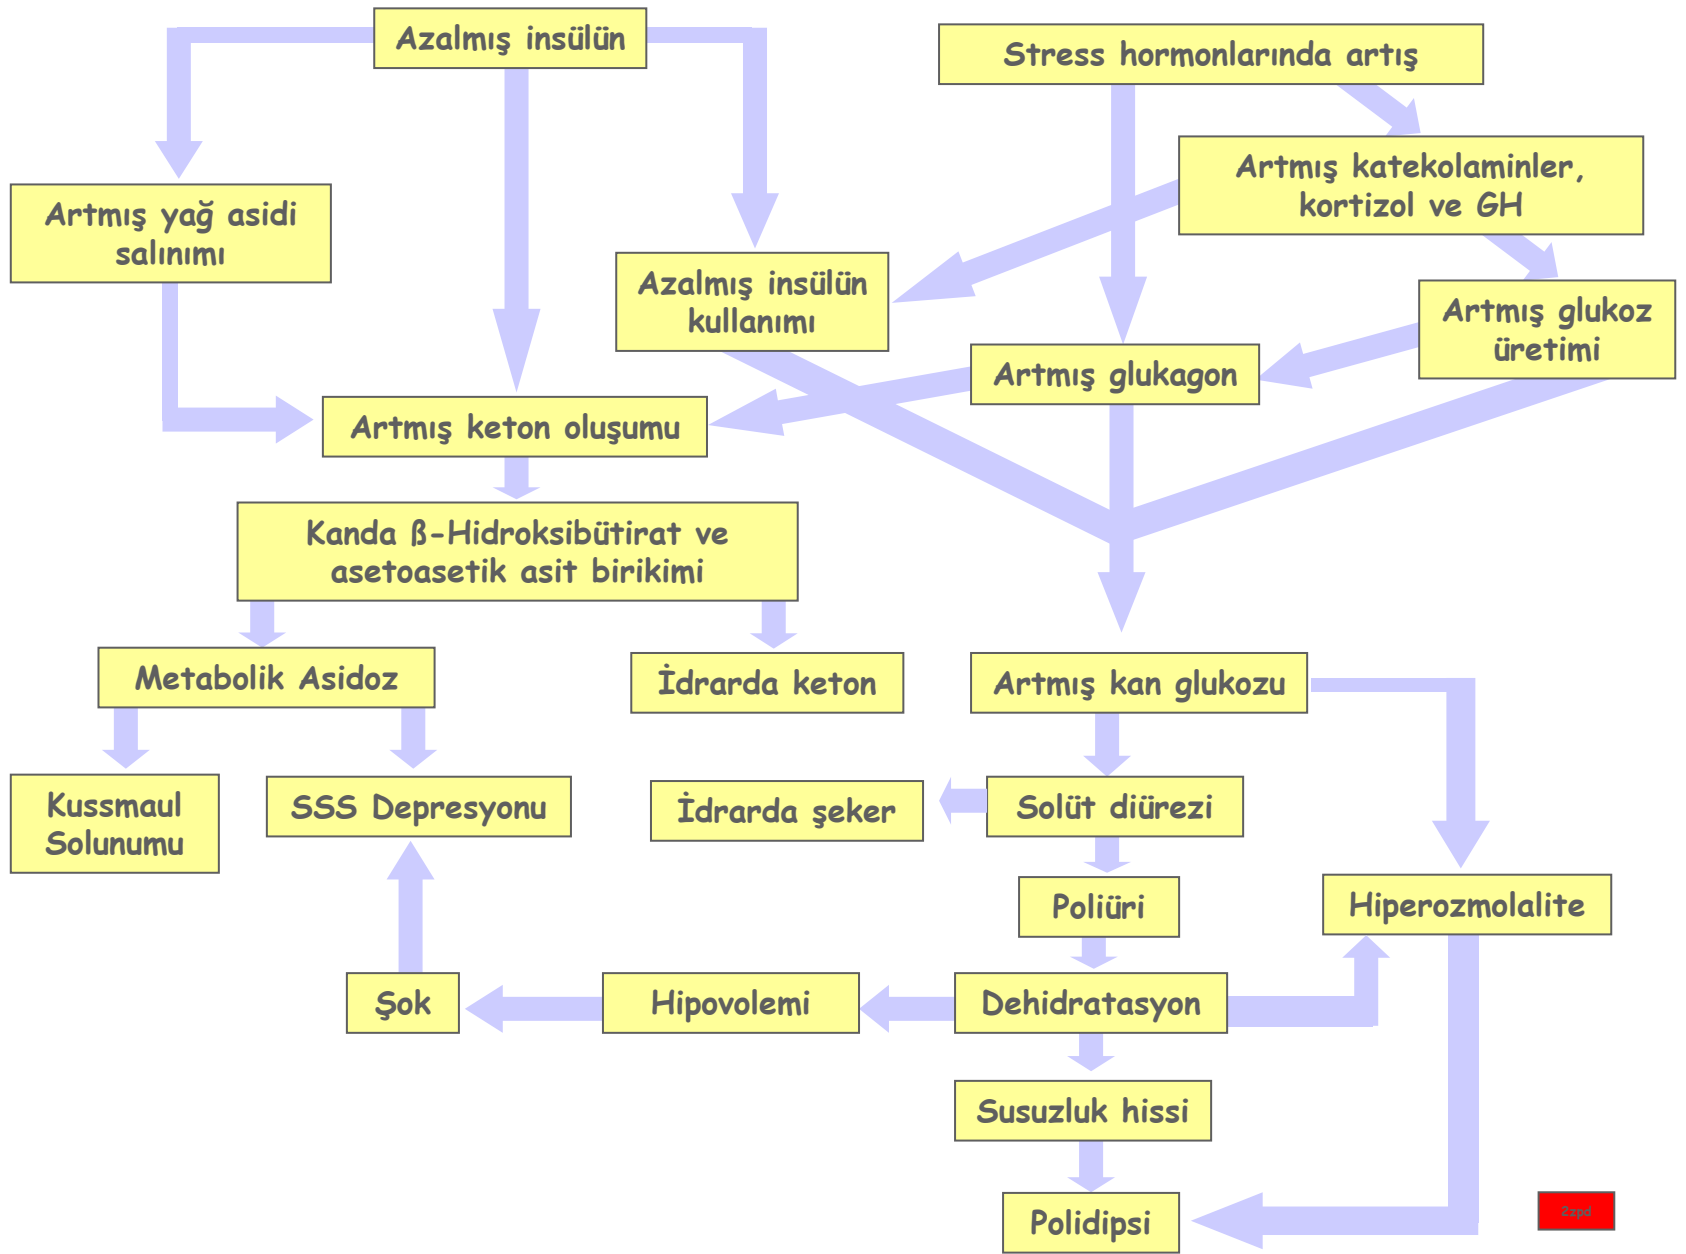 Azalmış insülün
Stress hormonlarında artış
Artmış katekolaminler,
kortizol ve GH
Artmış yağ asidi
salınımı
Azalmış insülün
kullanımı
Artmış glukoz
üretimi
Artmış glukagon
Artmış keton oluşumu
Kanda ß-Hidroksibütirat ve
asetoasetik asit birikimi
Metabolik Asidoz
İdrarda keton
Artmış kan glukozu
Kussmaul
Solunumu
SSS Depresyonu
İdrarda şeker
Solüt diürezi
Poliüri
Hiperozmolalite
Şok
Hipovolemi
Dehidratasyon
Susuzluk hissi
Polidipsi
2zpd